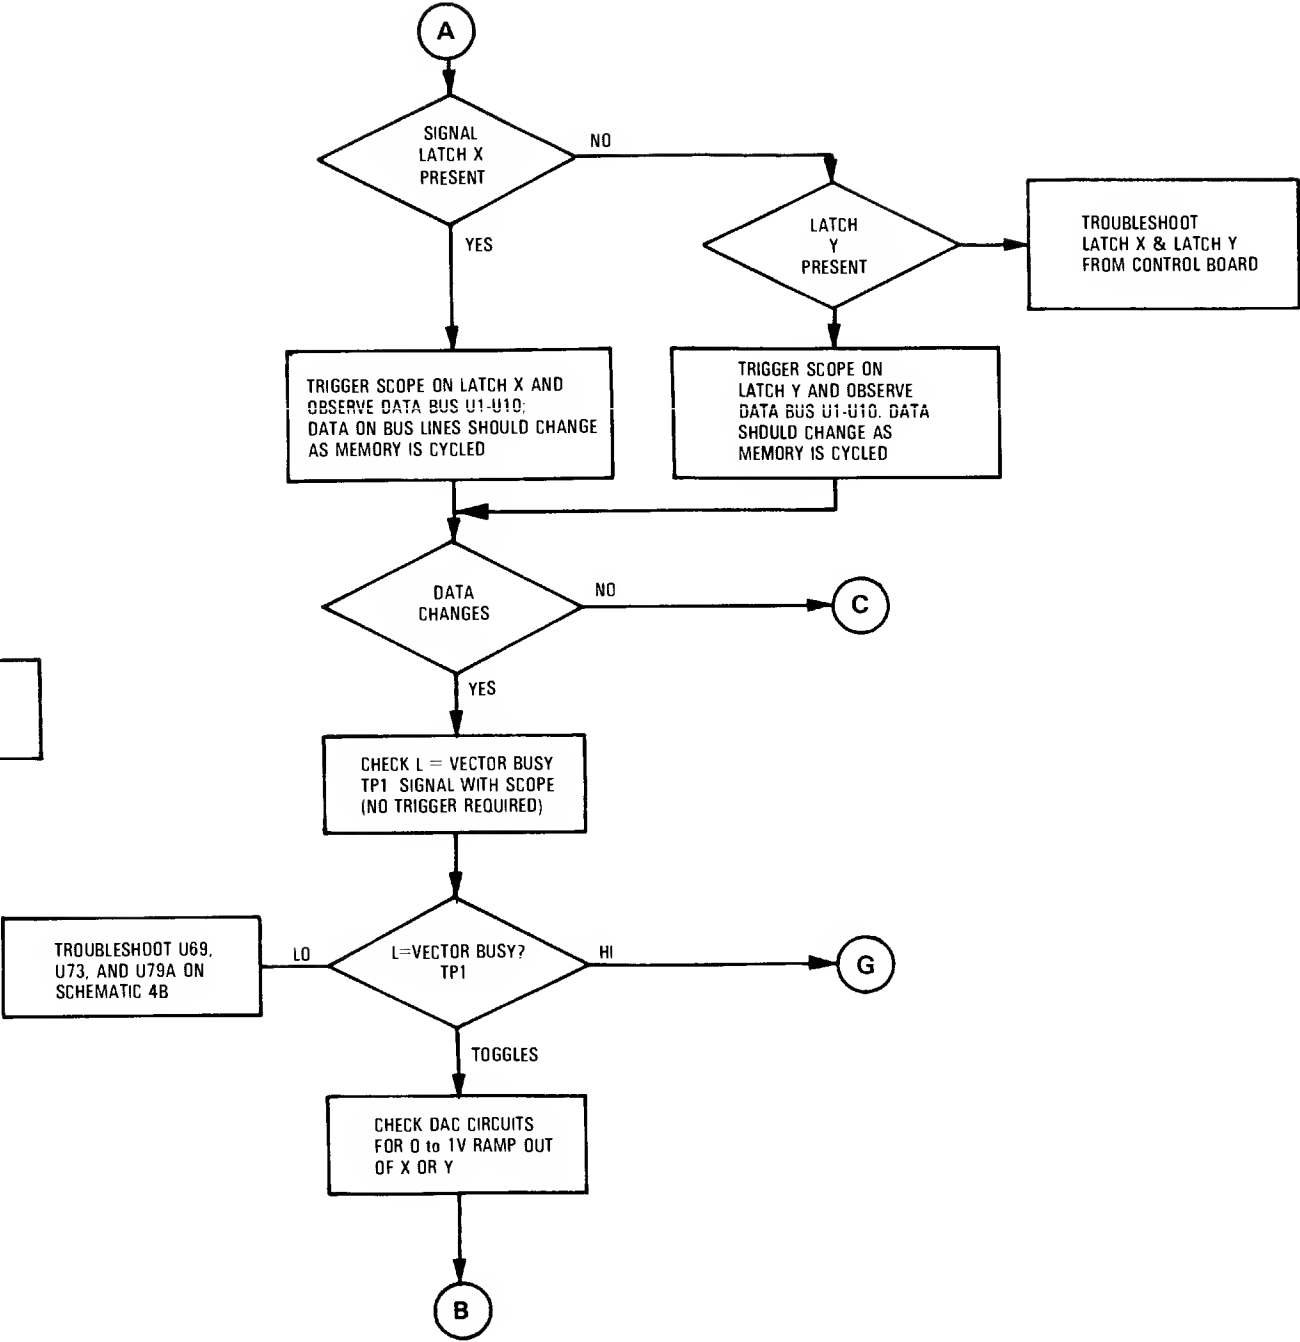 A
SIGNAL
LATCH X
PRESENT
NO
YES
LATCH
Y
PRESENT
TROUBLESHOOT
LATCH X & LATCH Y
FROM CONTROL BOARD
TRIGGER SCOPE ON LATCH X AND
OBSERVE DATA BUS U1-U10;
DATA ON BUS LINES SHOULD CHANGE
AS MEMORY IS CYCLED
TRIGGER SCOPE ON
LATCH Y AND OBSERVE
DATA BUS U1-U10. DATA
SHOULD CHANGE AS
MEMORY IS CYCLED
DATA
CHANGES
NO
C
YES
CHECK L = VECTOR BUSY
TP1 SIGNAL WITH SCOPE
(NO TRIGGER REQUIRED)
TROUBLESHOOT U69,
U73, AND U79A ON
SCHEMATIC 4B
LO
L=VECTOR BUSY?
TP1
HI
G
TOGGLES
CHECK DAC CIRCUITS
FOR 0 to 1V RAMP OUT
OF X OR Y
B